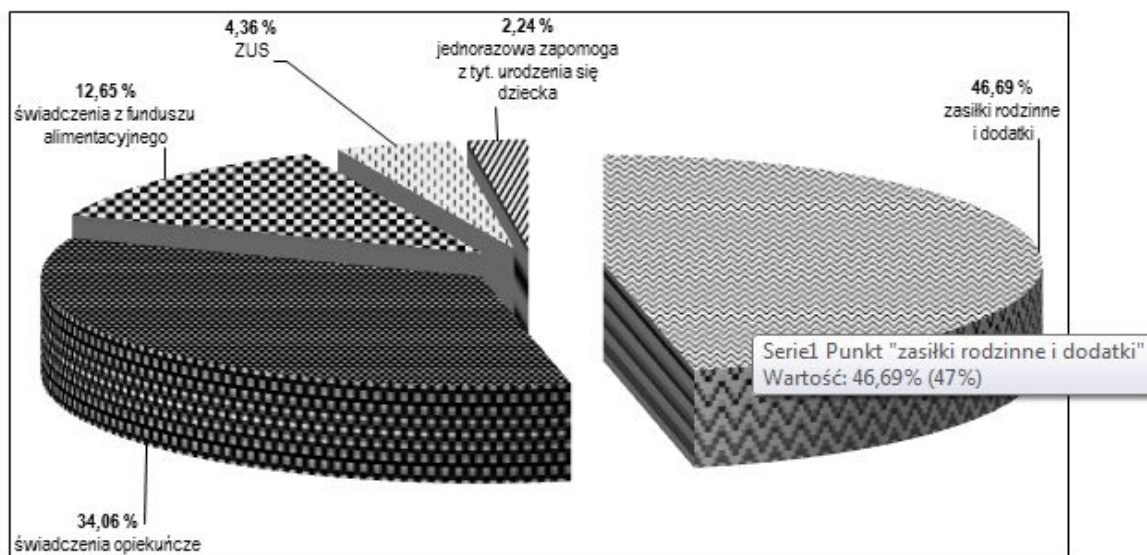 4,36 %
ZUS
2,24 %
jednorazowa zapomoga
z tyt. urodzenia się
dziecka
46,69 %
zasiłki rodzinne
i dodatki
12,65 %
świadczenia z funduszu
alimentacyjnego
Serie1 Punkt "zasiłki rodzinne i dodatki"
Wartość: 46,69% (47%)
34,06 %
świadczenia opiekuńcze